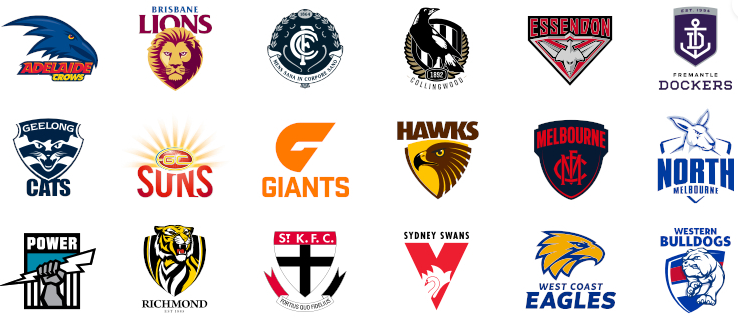 ADELAIDE
CROWS
BRISBANE
LIONS
CFC
MENS SANA IN CORPORE SANO
1892
COLLINGWOOD
ESSENDON
EST. 1994
FREMANTLE
DOCKERS
GEELONG
CATS
GC
SUNS
G
GIANTS
HAWKS
MELBOURNE
MFC
NORTH
MELBOURNE
POWER
RICHMOND
EST 1885
ST K.F.C.
FORTIUS QUO FIDELIUS
SYDNEY SWANS
WEST COAST
EAGLES
WESTERN
BULLDOGS